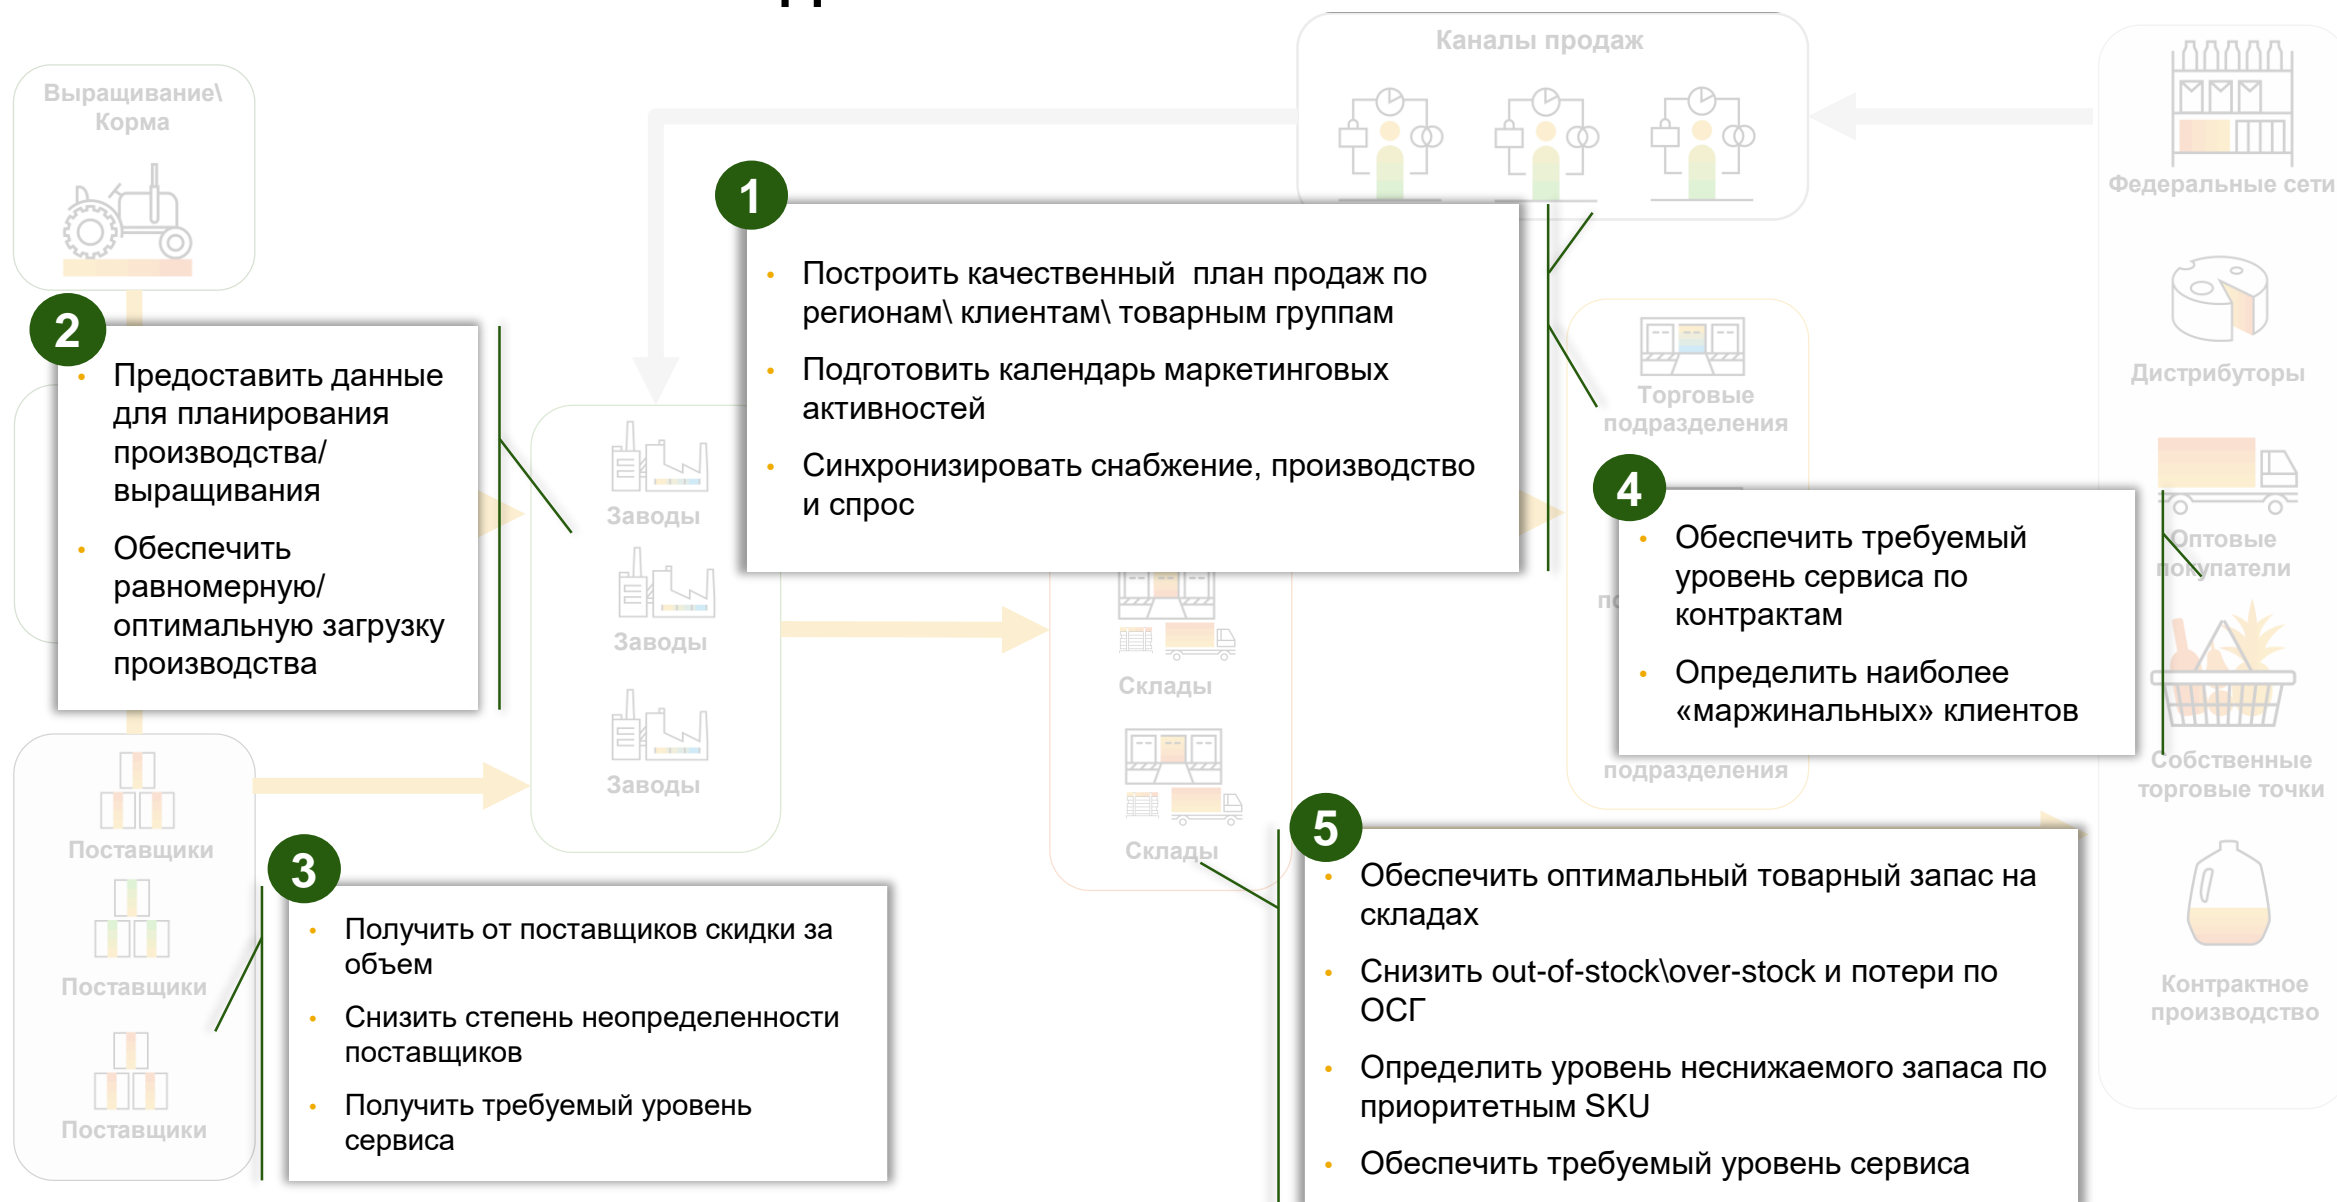 Каналы продаж
Выращивание\
Корма
Федеральные сети
1
Построить качественный план продаж по
регионам\ клиентам\ товарным группам
Подготовить календарь маркетинговых
активностей
Синхронизировать снабжение, производство
и спрос
2
Предоставить данные
для планирования
производства/
выращивания
Обеспечить
равномерную/
оптимальную загрузку
производства
Заводы
Заводы
Заводы
Торговые
подразделения
подразделения
Дистрибуторы
Оптовые
покупатели
4
Обеспечить требуемый
уровень сервиса по
контрактам
Определить наиболее
«маржинальных» клиентов
Склады
Склады
Собственные
торговые точки
Контрактное
производство
Поставщики
Поставщики
Поставщики
3
Получить от поставщиков скидки за
объем
Снизить степень неопределенности
поставщиков
Получить требуемый уровень
сервиса
5
Обеспечить оптимальный товарный запас на
складах
Снизить out-of-stock\over-stock и потери по
ОСГ
Определить уровень неснижаемого запаса по
приоритетным SKU
Обеспечить требуемый уровень сервиса